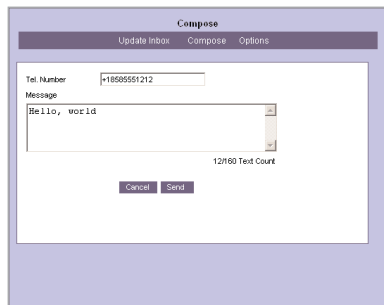 Compose
Update Inbox Compose Options
Tel. Number +18585551212
Message
Hello, world
12/160 Text Count
Cancel Send